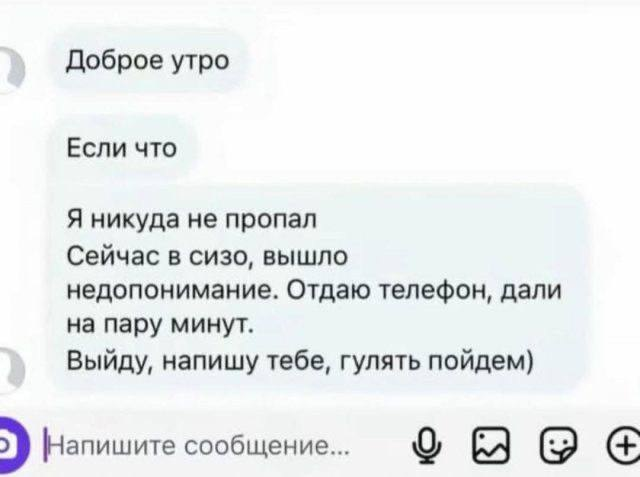 Доброе утро
Если что
Я никуда не пропал
Сейчас в сизо, вышло
недопонимание. Отдаю телефон, дали
на пару минут.
Выйду, напишу тебе, гулять пойдем)
Напишите сообщение...